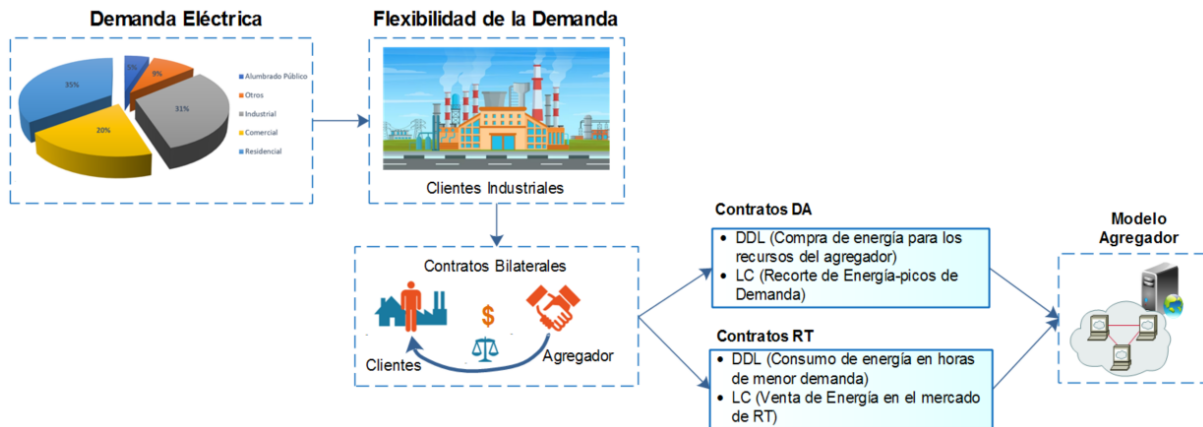 Demanda Eléctrica
5%
9%
35%
31%
20%
Alumbrado Público
Otros
Industrial
Comercial
Residencial
Flexibilidad de la Demanda
Clientes Industriales
Contratos Bilaterales
$
Clientes
Agregador
Contratos DA
• DDL (Compra de energía para los
recursos del agregador)
• LC (Recorte de Energía-picos de
Demanda)
Contratos RT
• DDL (Consumo de energía en horas
de menor demanda)
• LC (Venta de Energía en el mercado
de RT)
Modelo
Agregador